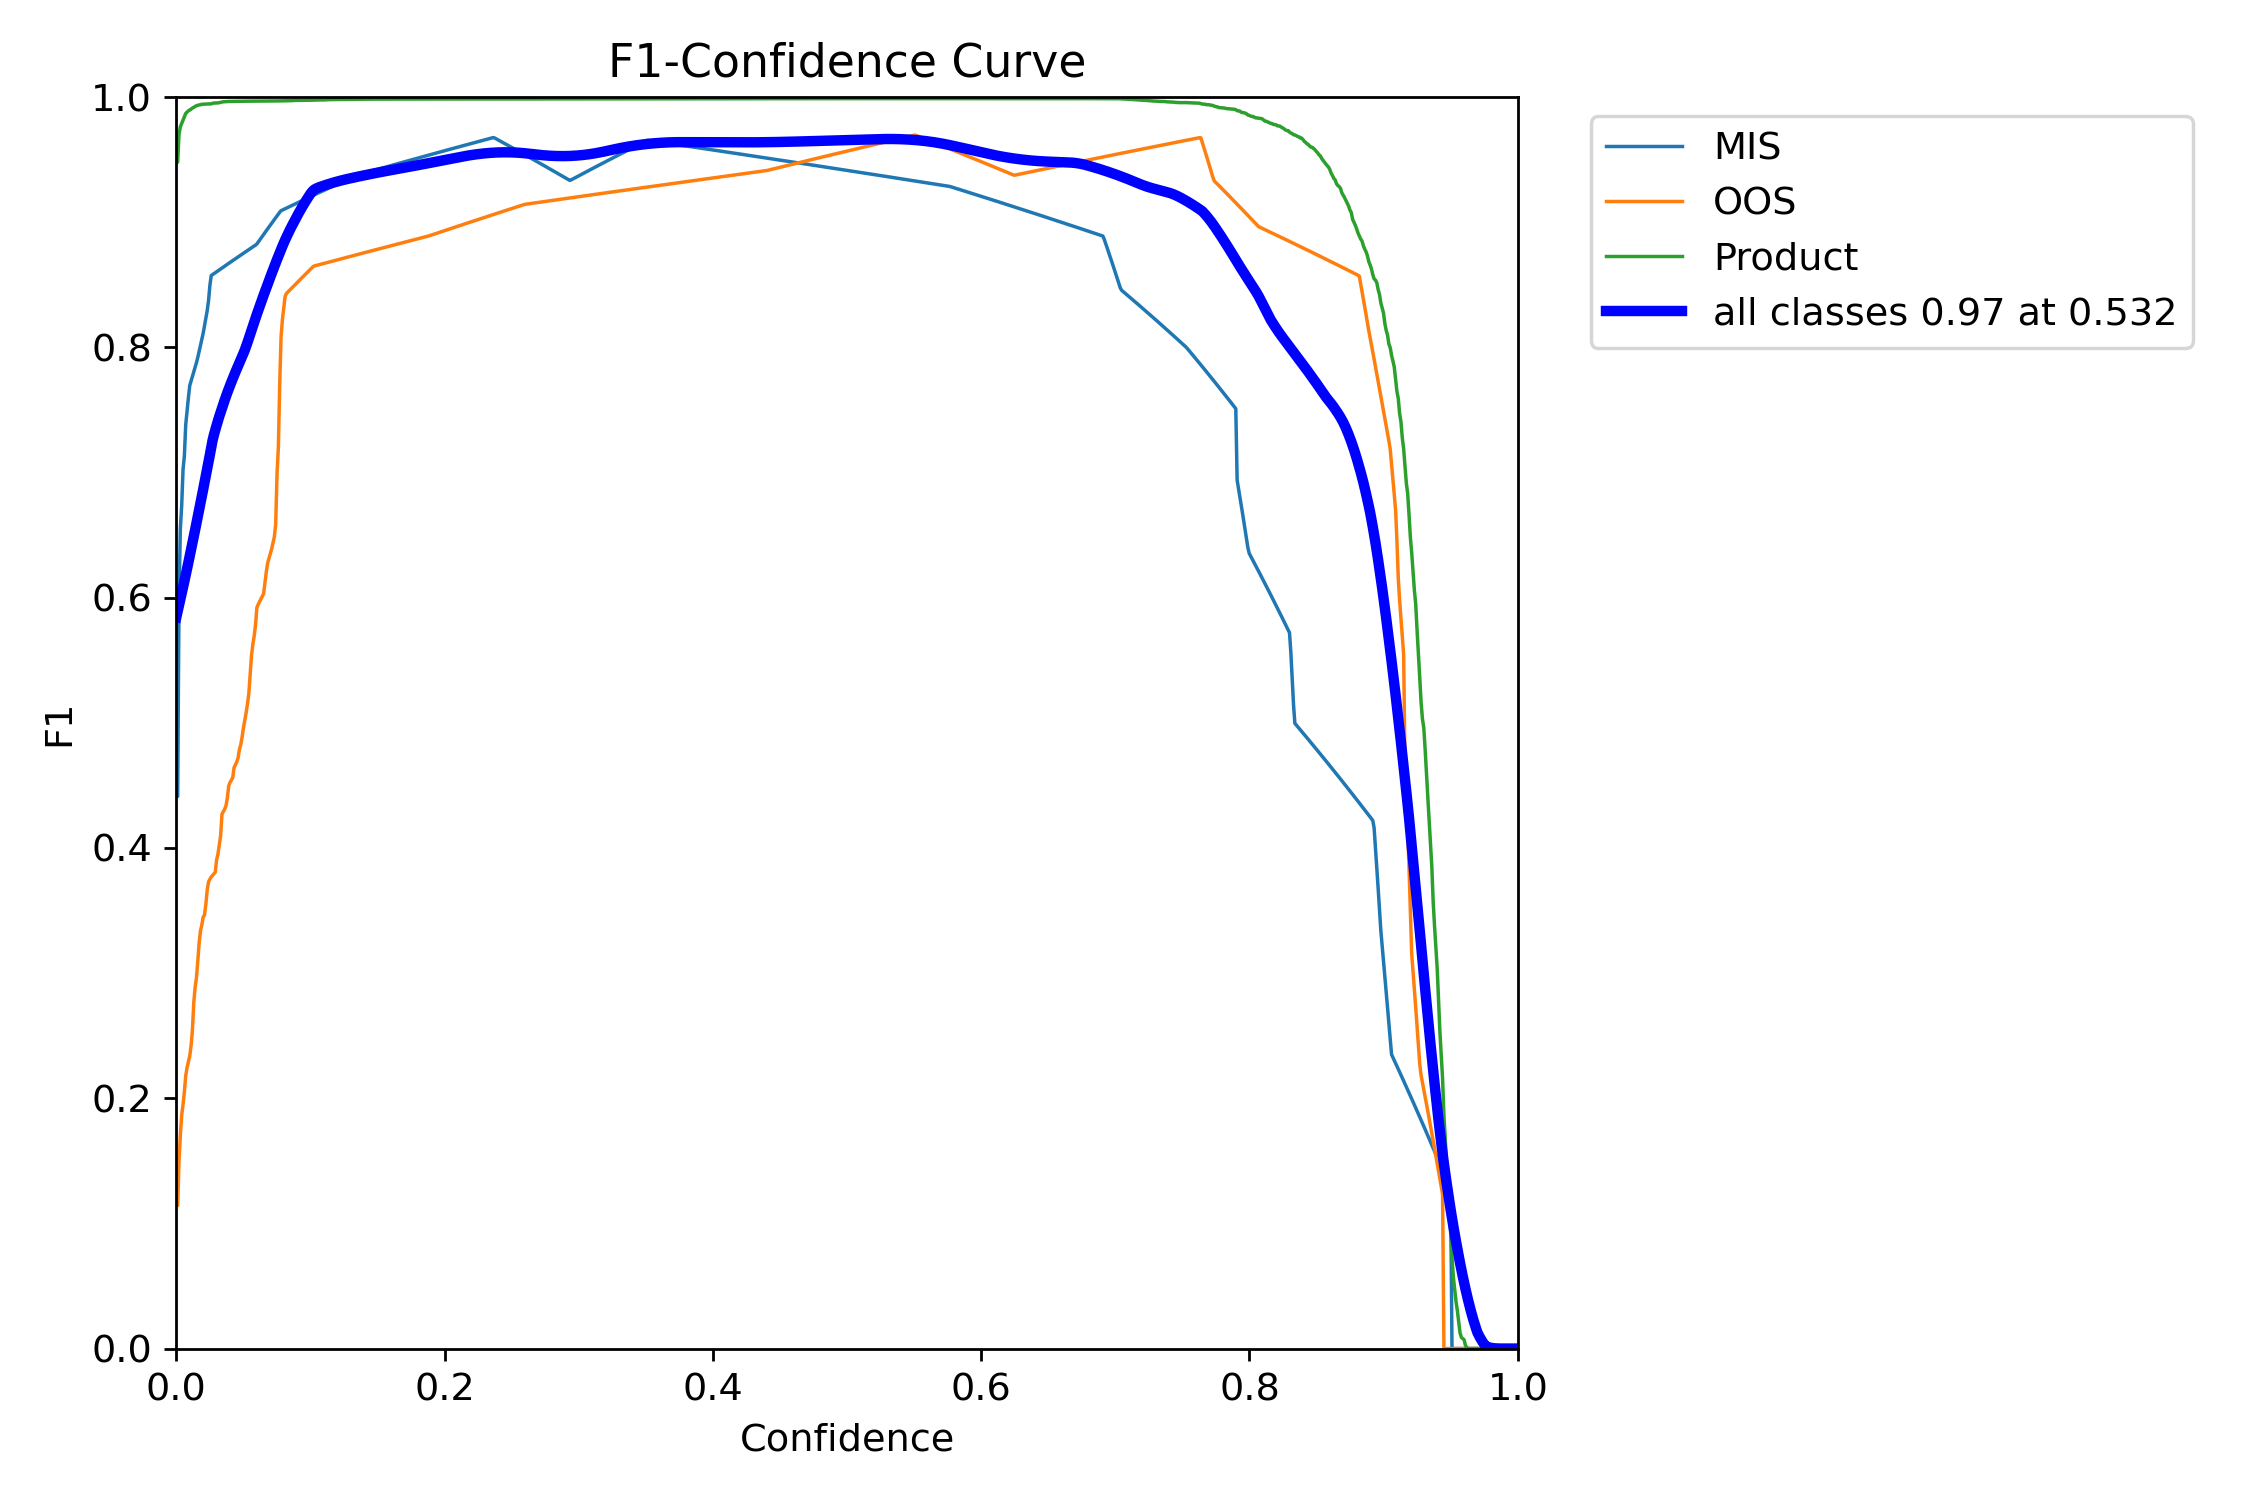 F1-Confidence Curve
1.0
0.8
0.6
0.4
0.2
0.0
F1
0.0 0.2 0.4 0.6 0.8 1.0
Confidence
MIS
OOS
Product
all classes 0.97 at 0.532